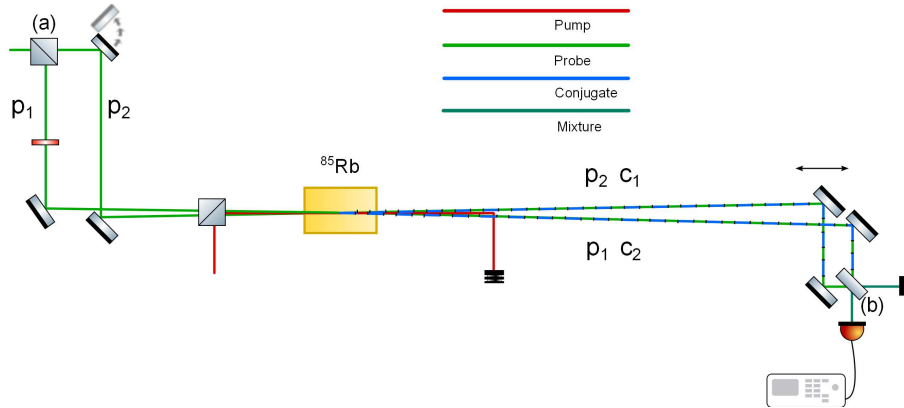 (a)
Pump
Probe
Conjugate
Mixture
p₁
p₂
⁸⁵Rb
p₂ c₁
p₁ c₂
(b)